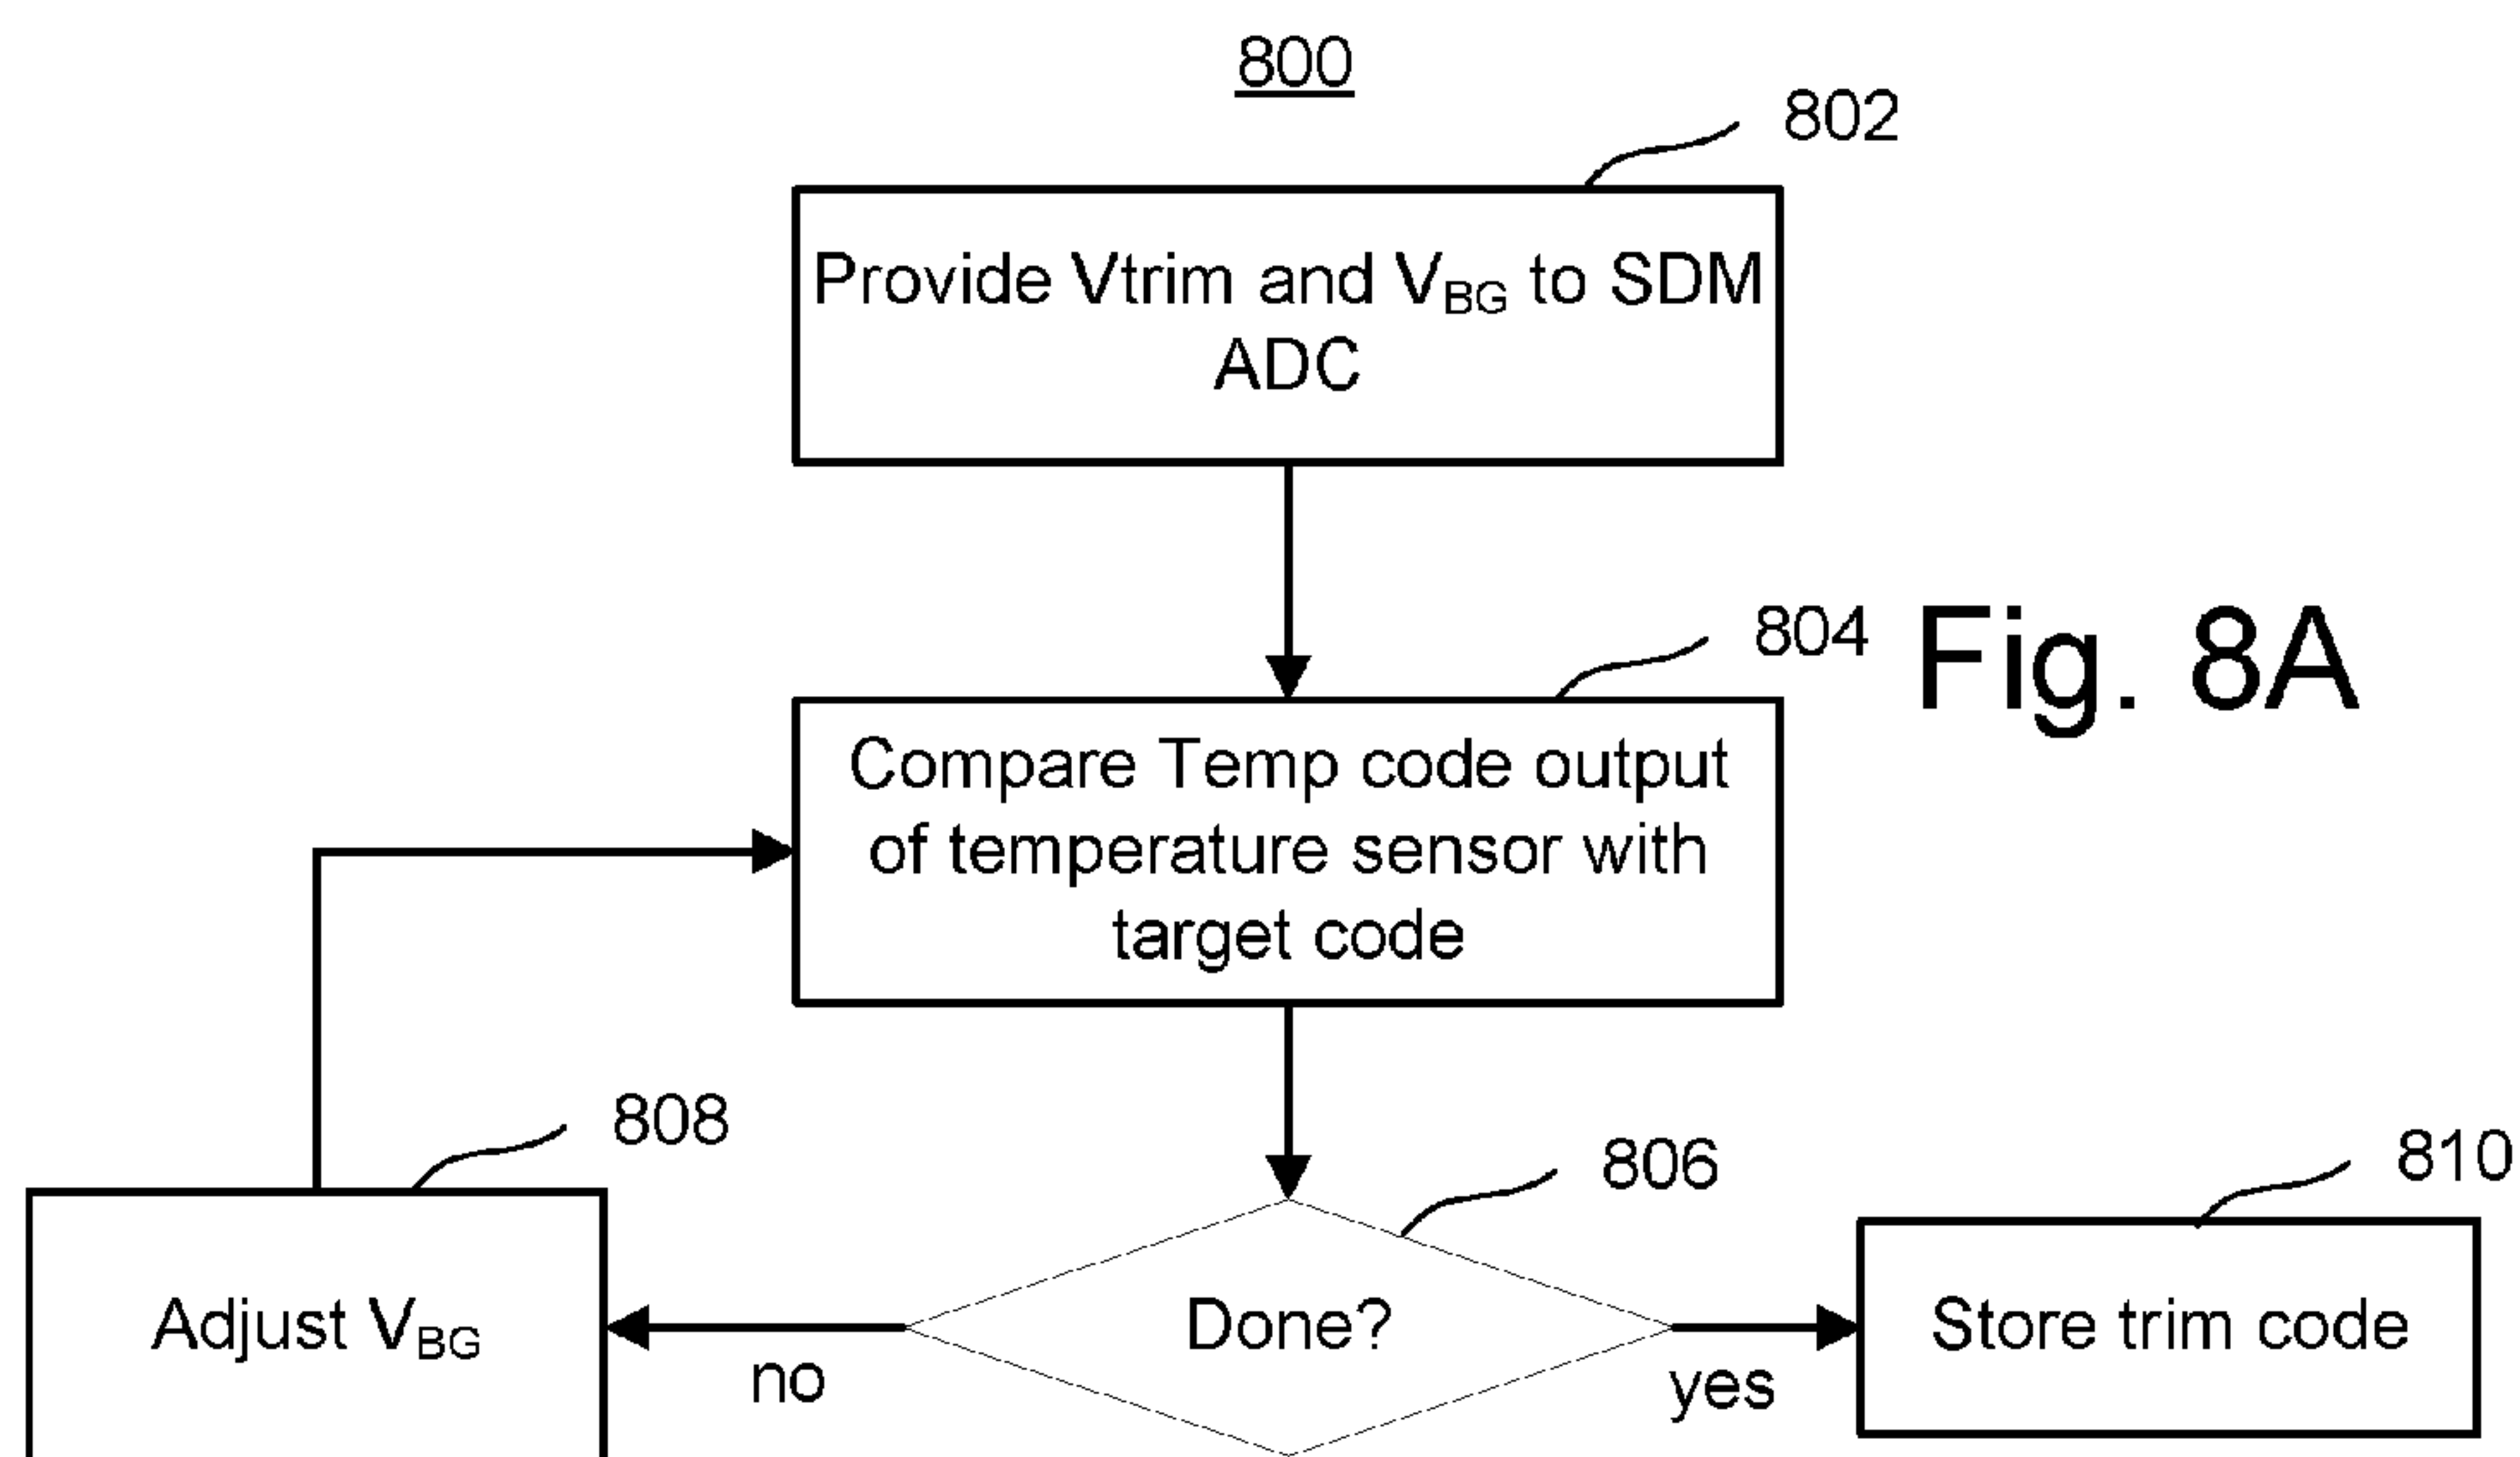 800
802
Provide Vtrim and VBG to SDM
ADC
804
Fig. 8A
Compare Temp code output
of temperature sensor with
target code
808
806
810
Adjust VBG
no
Done?
yes
Store trim code